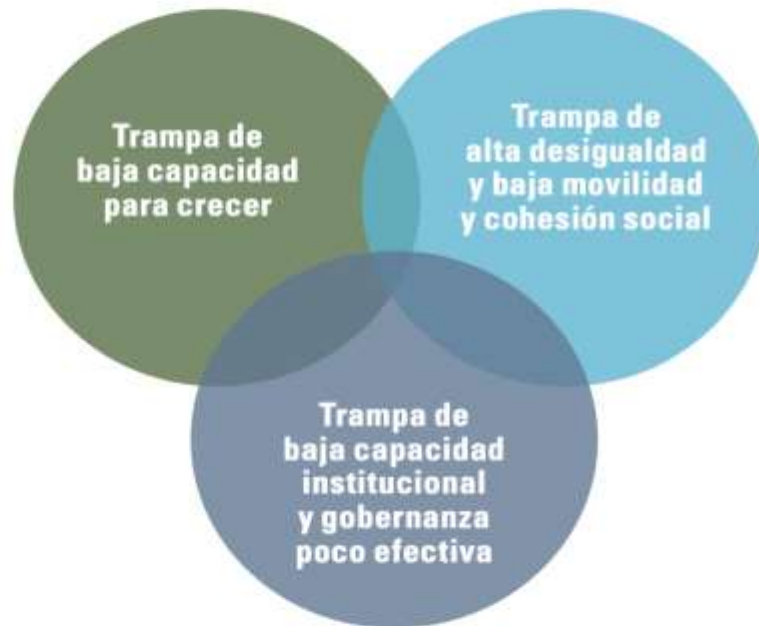 Trampa de
baja capacidad
para crecer
Trampa de
alta desigualdad
y baja movilidad
y cohesión social
Trampa de
baja capacidad
institucional
y gobernanza
poco efectiva